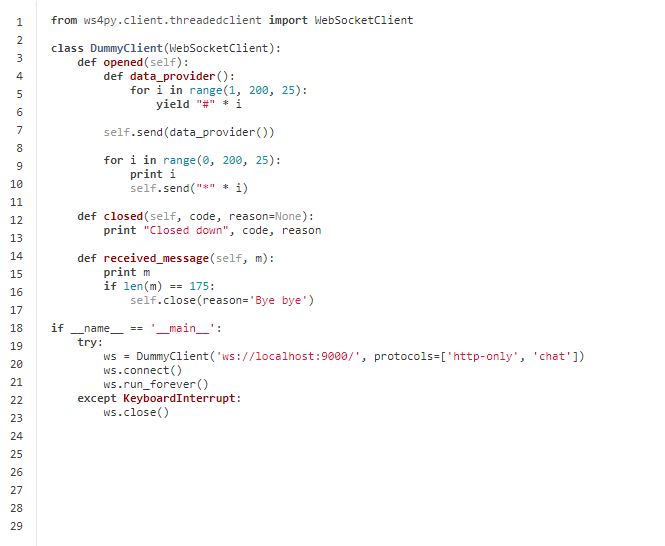 1
2
3
4
5
6
7
8
9
10
11
12
13
14
15
16
17
18
19
20
21
22
23
24
25
26
27
28
29
from ws4py.client.threadedclient import WebSocketClient
class DummyClient(WebSocketClient):
    def opened(self):
        def data_provider():
            for i in range(1, 200, 25):
                yield "#" * i
        self.send(data_provider())
        for i in range(0, 200, 25):
            print i
            self.send("*" * i)
    def closed(self, code, reason=None):
        print "Closed down", code, reason
    def received_message(self, m):
        print m
        if len(m) == 175:
            self.close(reason='Bye bye')
if __name__ == '__main__':
    try:
        ws = DummyClient('ws://localhost:9000/', protocols=['http-only', 'chat'])
        ws.connect()
        ws.run_forever()
    except KeyboardInterrupt:
        ws.close()